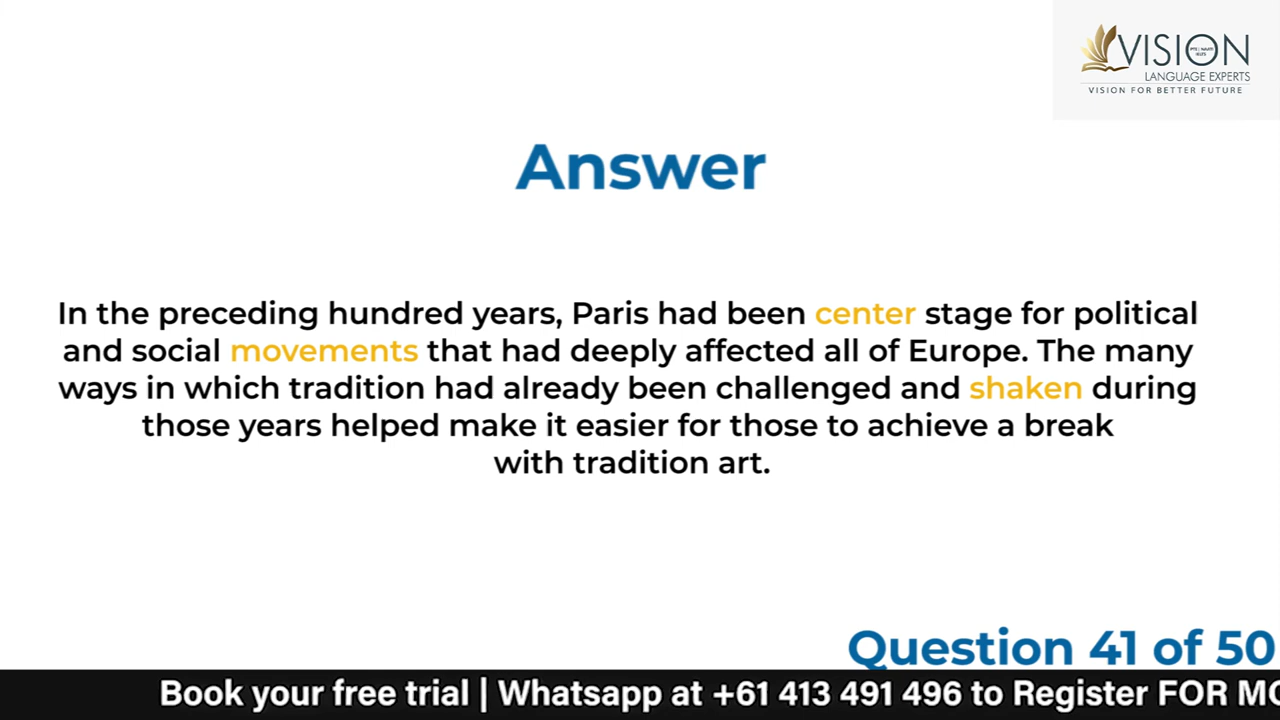 VISION
LANGUAGE EXPERTS
VISION FOR BETTER FUTURE
Answer
In the preceding hundred years, Paris had been center stage for political
and social movements that had deeply affected all of Europe. The many
ways in which tradition had already been challenged and shaken during
those years helped make it easier for those to achieve a break
with tradition art.
Question 41 of 50
Book your free trial | Whatsapp at +61 413 491 496 to Register FOR